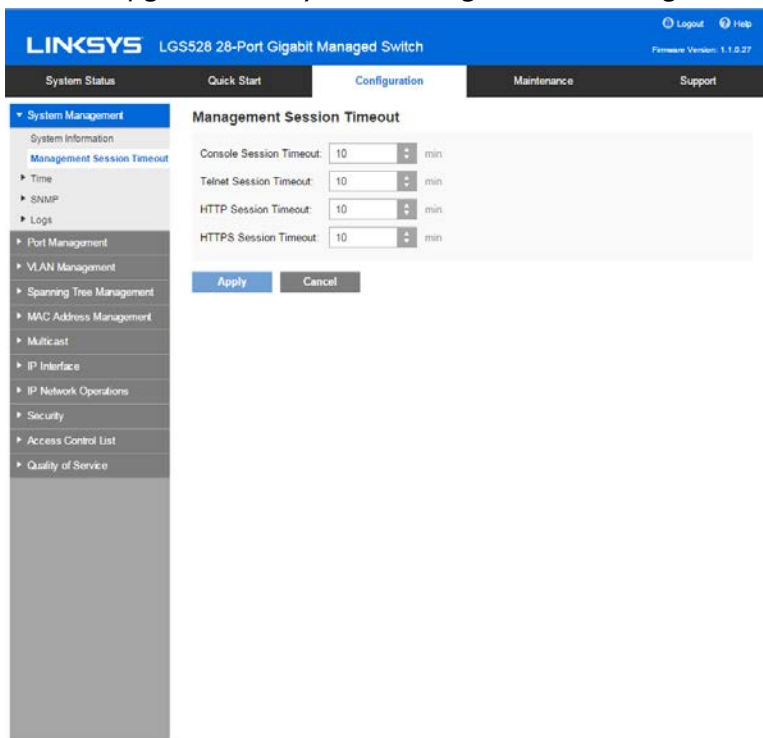 Logout Help
LINKSYS LGS528 28-Port Gigabit Managed Switch
Firmware Version: 1.1.0.27
System Status Quick Start Configuration Maintenance Support
System Management
System Information
Management Session Timeout
Time
SNMP
Logs
Port Management
VLAN Management
Spanning Tree Management
MAC Address Management
Multicast
IP Interface
IP Network Operations
Security
Access Control List
Quality of Service
Management Session Timeout
Console Session Timeout: 10 min
Telnet Session Timeout: 10 min
HTTP Session Timeout: 10 min
HTTPS Session Timeout: 10 min
Apply Cancel